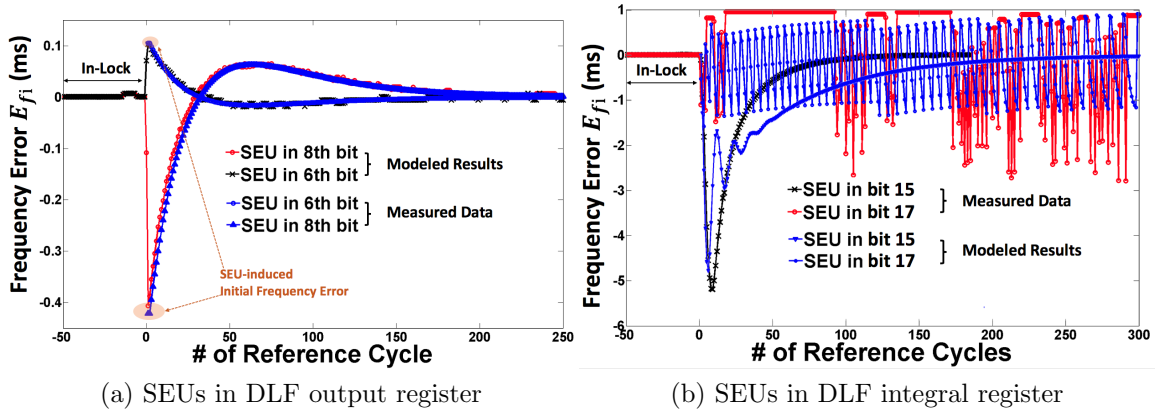 Frequency Error E_fi (ms)
0.1
0
-0.1
-0.2
-0.3
-0.4
In-Lock
SEU in 8th bit
SEU in 6th bit
Modeled Results
SEU in 6th bit
SEU in 8th bit
Measured Data
SEU-induced
Initial Frequency Error
-50 0 50 100 150 200 250
# of Reference Cycle
(a) SEUs in DLF output register
Frequency Error E_fi (ms)
1
0
-1
-2
-3
-4
-5
-6
In-Lock
SEU in bit 15
SEU in bit 17
Measured Data
SEU in bit 15
SEU in bit 17
Modeled Results
-50 0 50 100 150 200 250 300
# of Reference Cycles
(b) SEUs in DLF integral register